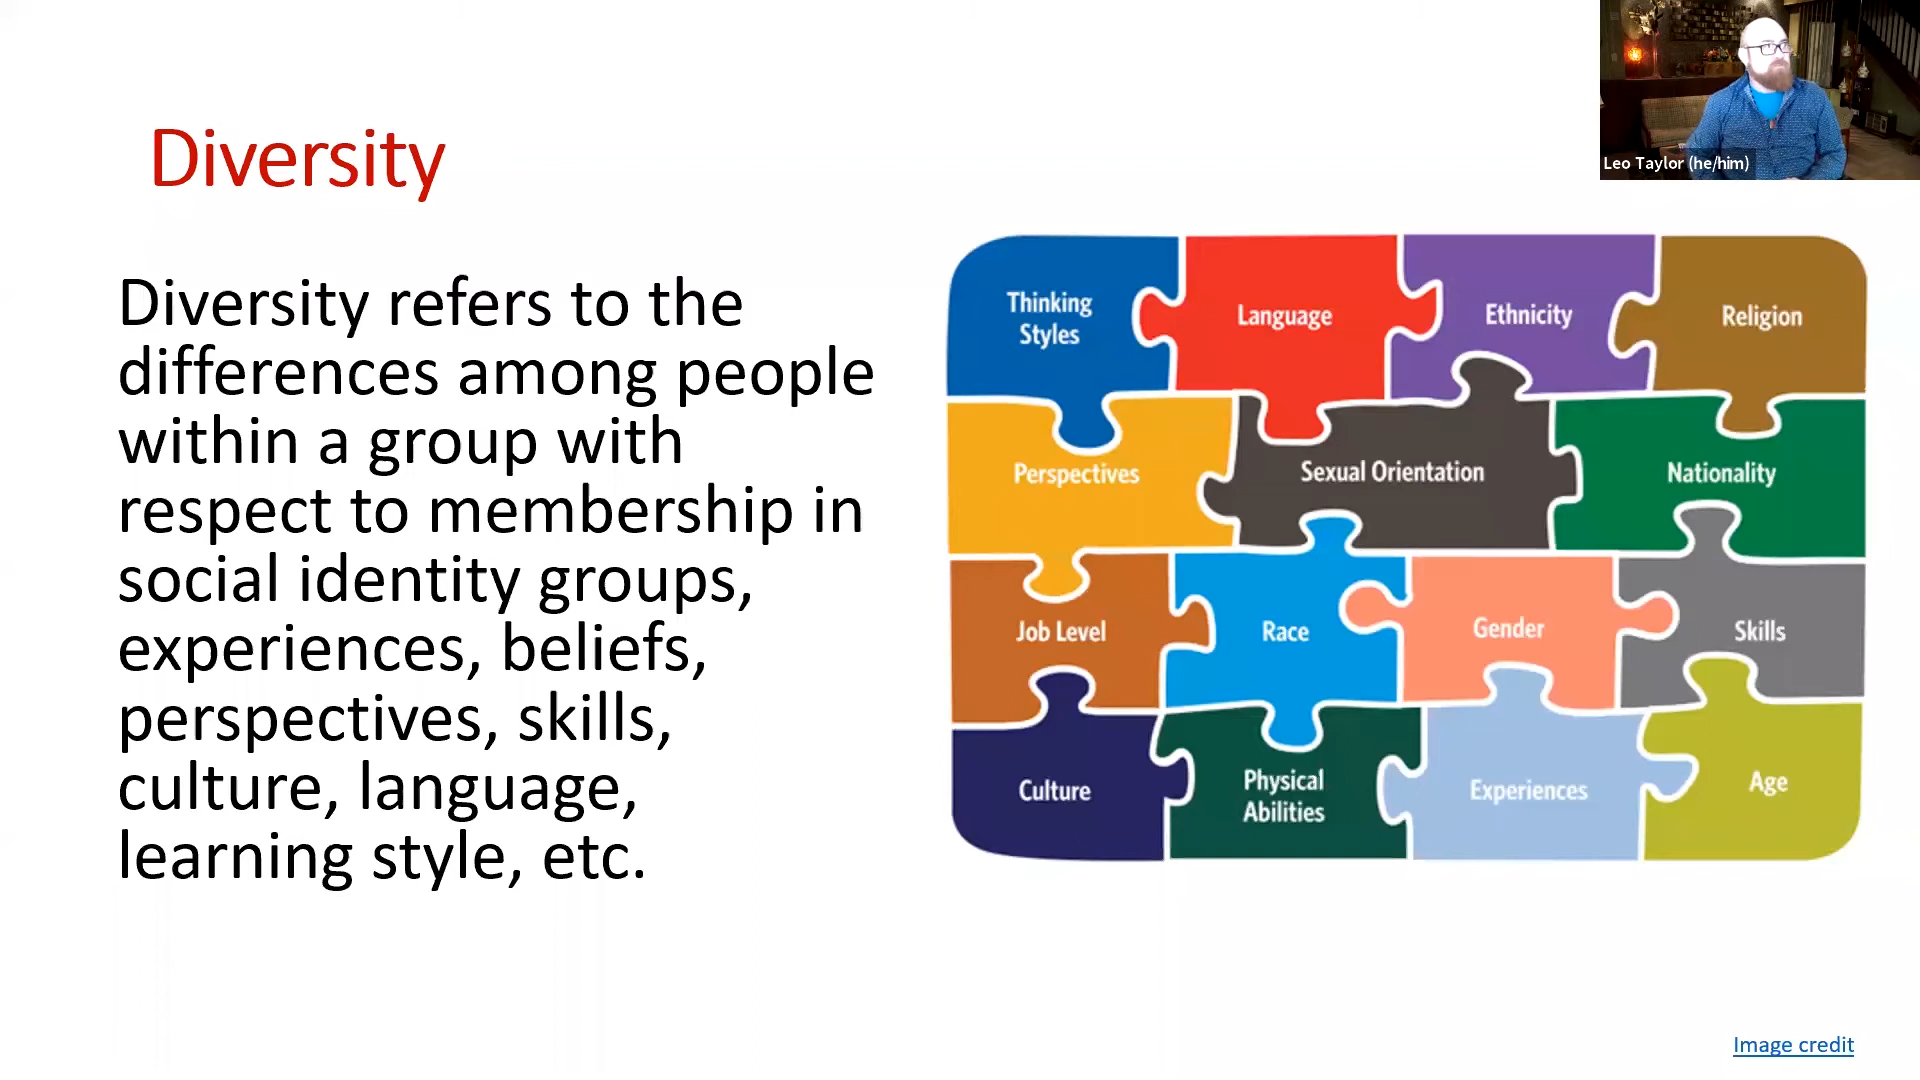 Diversity
Diversity refers to the
differences among people
within a group with
respect to membership in
social identity groups,
experiences, beliefs,
perspectives, skills,
culture, language,
learning style, etc.
Leo Taylor (he/him)
Thinking
Styles
Language
Ethnicity
Religion
Perspectives
Sexual Orientation
Nationality
Job Level
Race
Gender
Skills
Culture
Physical
Abilities
Experiences
Age
Image credit